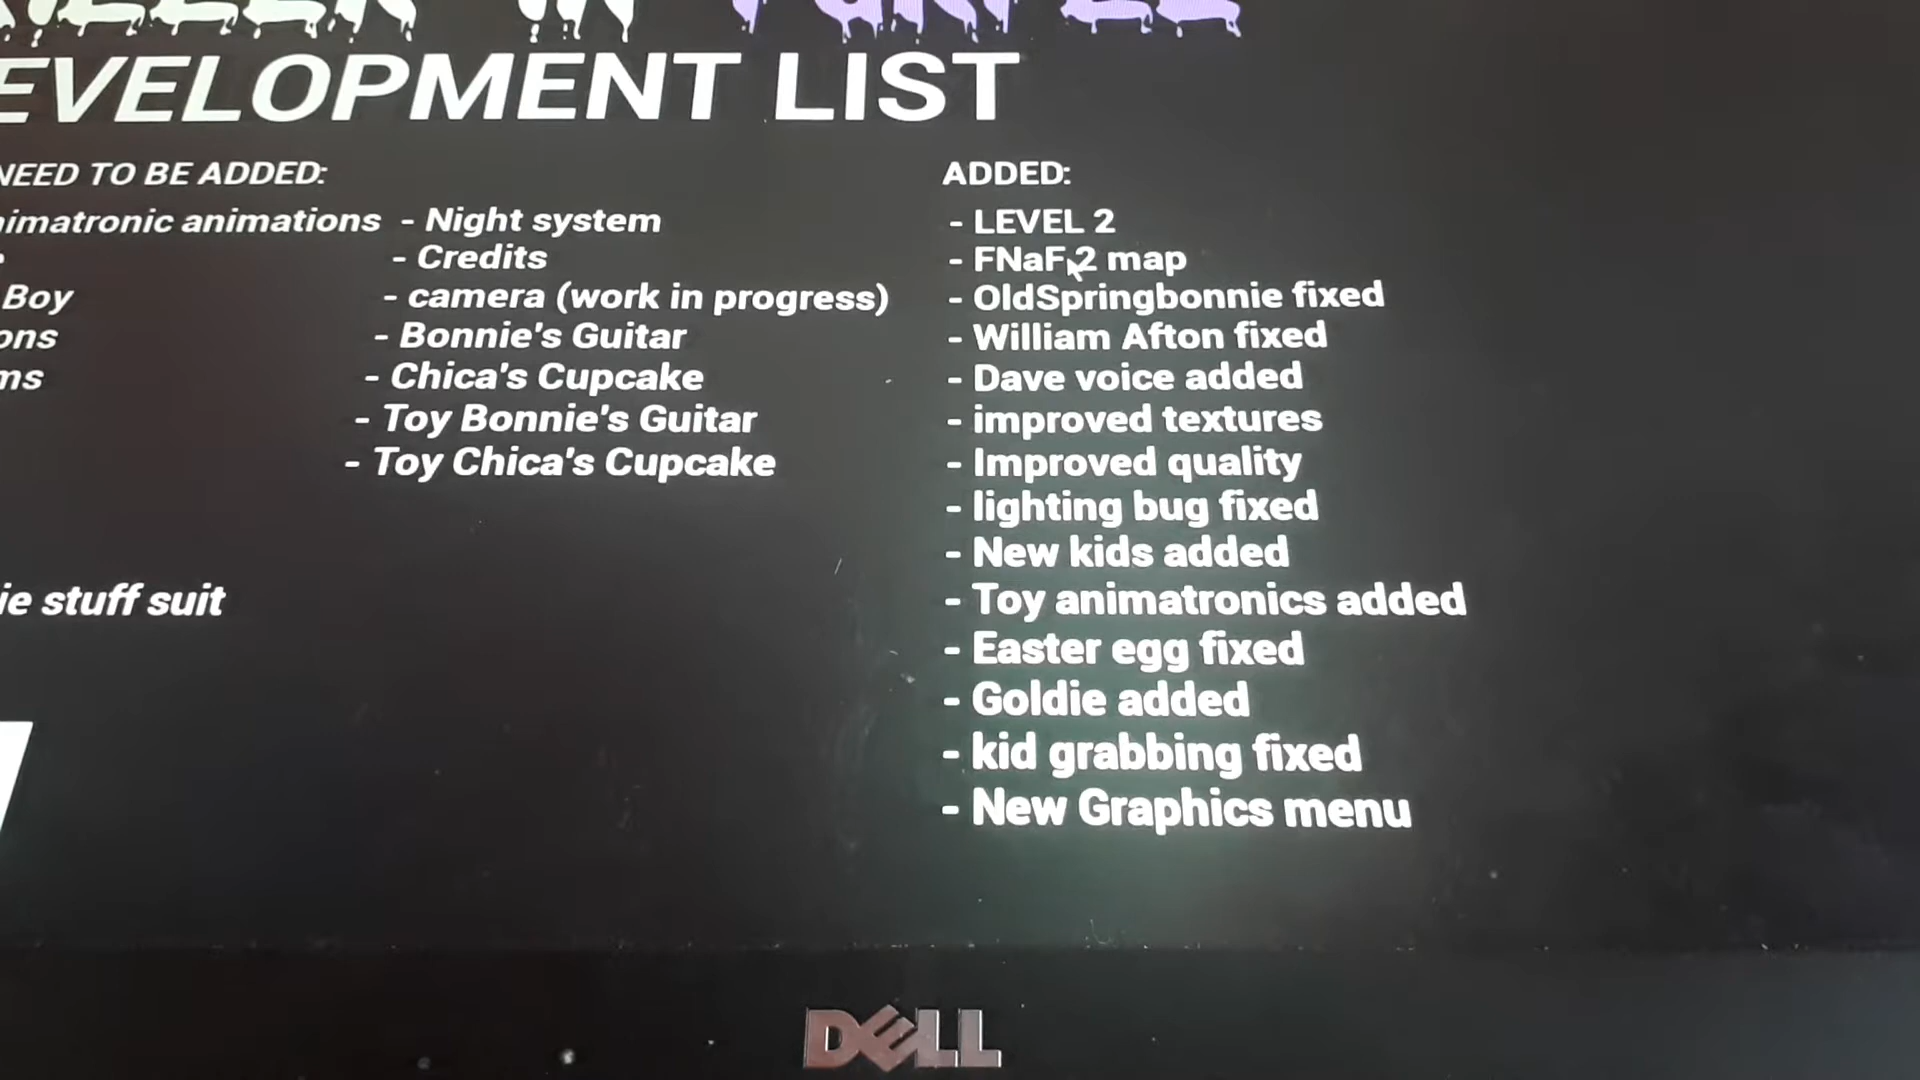 KILLER IN PURPLE
EVELOPMENT LIST
NEED TO BE ADDED:
imatronic animations
Boy
ons
ms
ie stuff suit
- Night system
- Credits
- camera (work in progress)
- Bonnie's Guitar
- Chica's Cupcake
- Toy Bonnie's Guitar
- Toy Chica's Cupcake
ADDED:
- LEVEL 2
- FNaF 2 map
- OldSpringbonnie fixed
- William Afton fixed
- Dave voice added
- improved textures
- Improved quality
- lighting bug fixed
- New kids added
- Toy animatronics added
- Easter egg fixed
- Goldie added
- kid grabbing fixed
- New Graphics menu
DELL